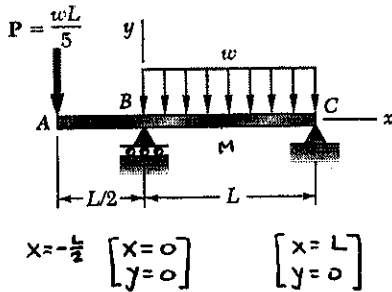 P = wL/5
y
w
A B C x
M
L/2 L
x=-L/2 [x=0 y=0] [x=L y=0]